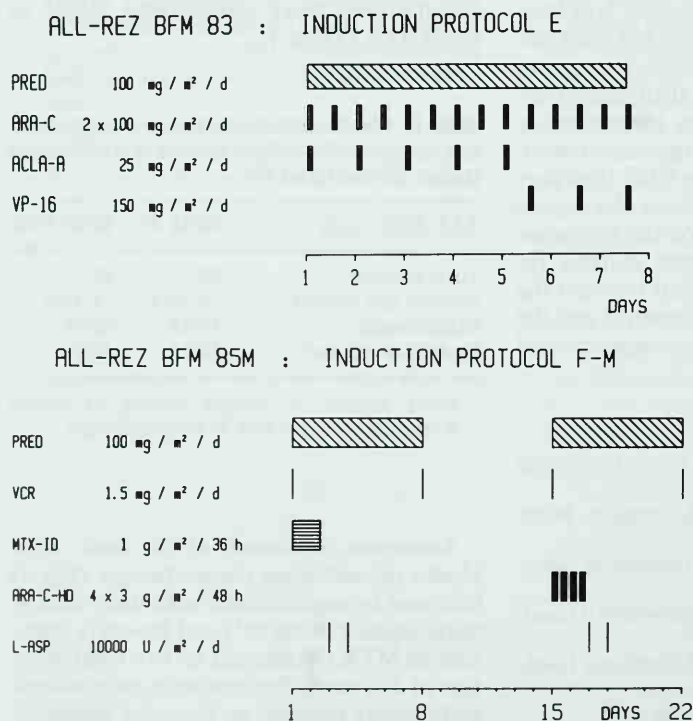 ALL-REZ BFM 83 : INDUCTION PROTOCOL E
PRED 100 mg / m² / d
ARA-C 2 x 100 mg / m² / d
ACLA-A 25 mg / m² / d
VP-16 150 mg / m² / d
1 2 3 4 5 6 7 8
DAYS
ALL-REZ BFM 85M : INDUCTION PROTOCOL F-M
PRED 100 mg / m² / d
VCR 1.5 mg / m² / d
MTX-ID 1 g / m² / 36 h
ARA-C-HD 4 x 3 g / m² / 48 h
L-ASP 10000 U / m² / d
1 8 15 DAYS 22